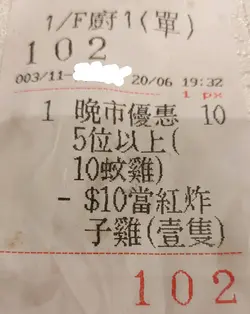 1/F廚1(單)
102
003/11- 20/06 19:32
1 px
1 晚市優惠 10
5位以上(
10蚊雞)
- $10當紅炸
子雞(壹隻)
102